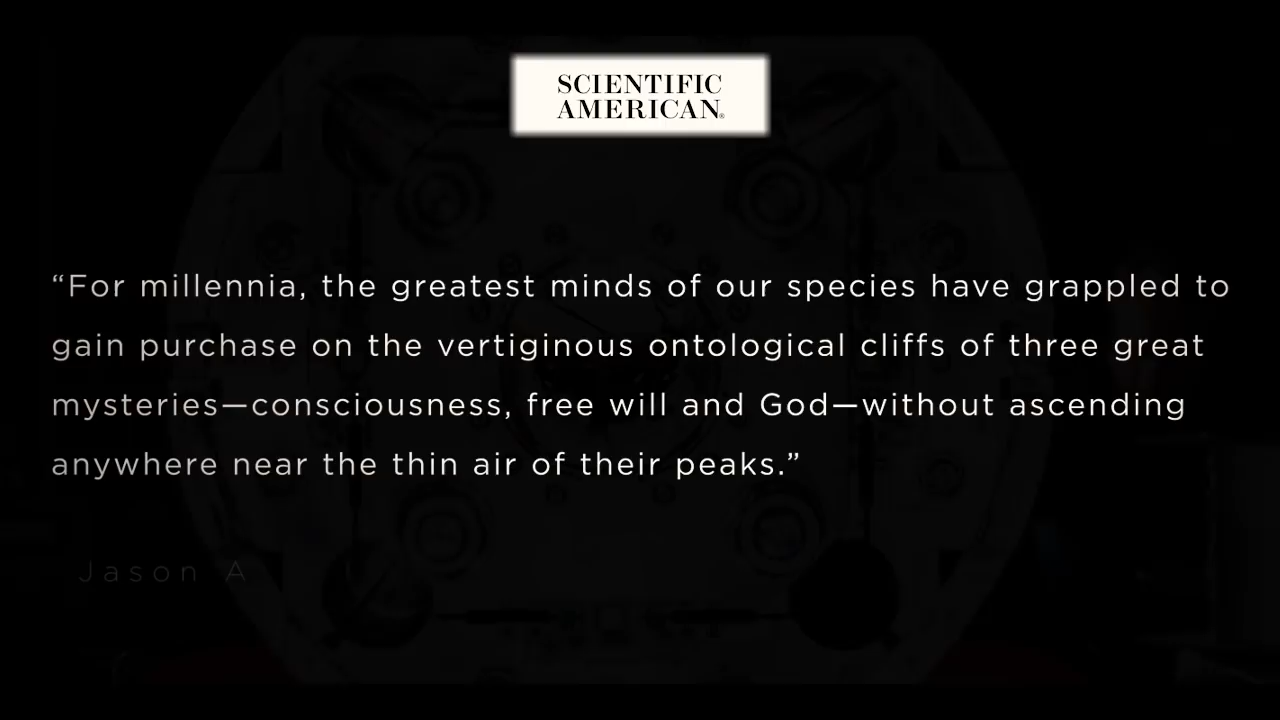 SCIENTIFIC
AMERICAN®
“For millennia, the greatest minds of our species have grappled to
gain purchase on the vertiginous ontological cliffs of three great
mysteries—consciousness, free will and God—without ascending
anywhere near the thin air of their peaks.”
Jason A